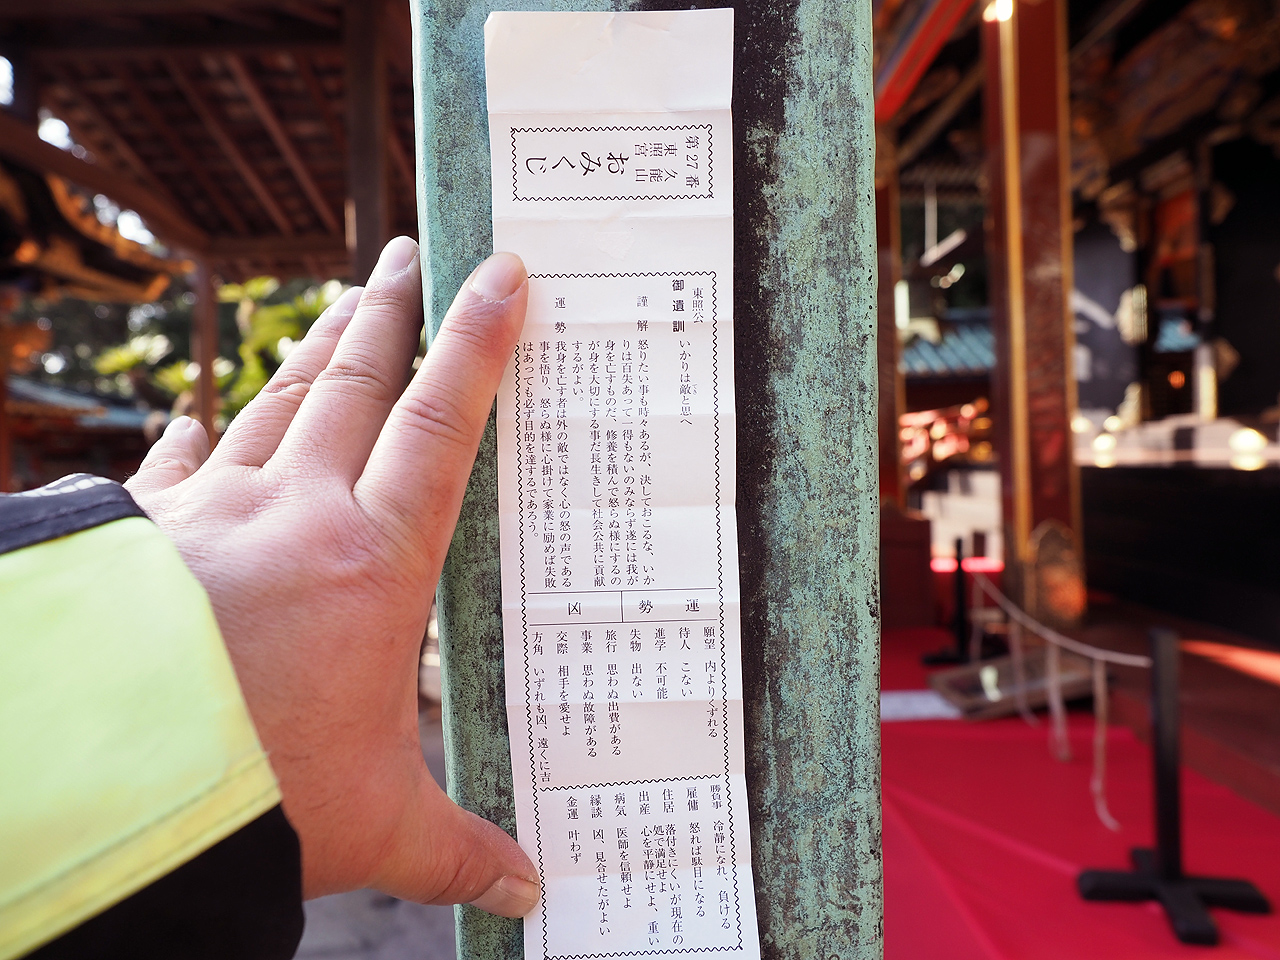 第27番
久能山
東照宮
おみくじ
東照公
御遺訓 いかりは敵と思へ
謹解 怒りたい事も時々あるが、決しておこるな、いか
りは百失あって一得もないのみならず遂には我が
身を亡すものだ、修養を積んで怒らぬ様にするの
が身を大切にする事だ長生きして社会公共に貢献
するがよい。
運勢 我身を亡す者は外の敵ではなく心の怒の声である
事を悟り、怒らぬ様に心掛けて家業に励めば失敗
はあっても必ず目的を達するであろう。
運勢 凶
願望 内よりくずれる
待人 こない
進学 不可能
失物 出ない
旅行 思わぬ出費がある
事業 思わぬ故障がある
交際 相手を愛せよ
方角 いずれも凶、遠くに吉
勝負事 冷静になれ、負ける
雇傭 怒れば駄目になる
住居 落付きにくいが現在の
処で満足せよ
出産 心を平静にせよ、重い
病気 医師を信頼せよ
縁談 凶、見合せたがよい
金運 叶わず